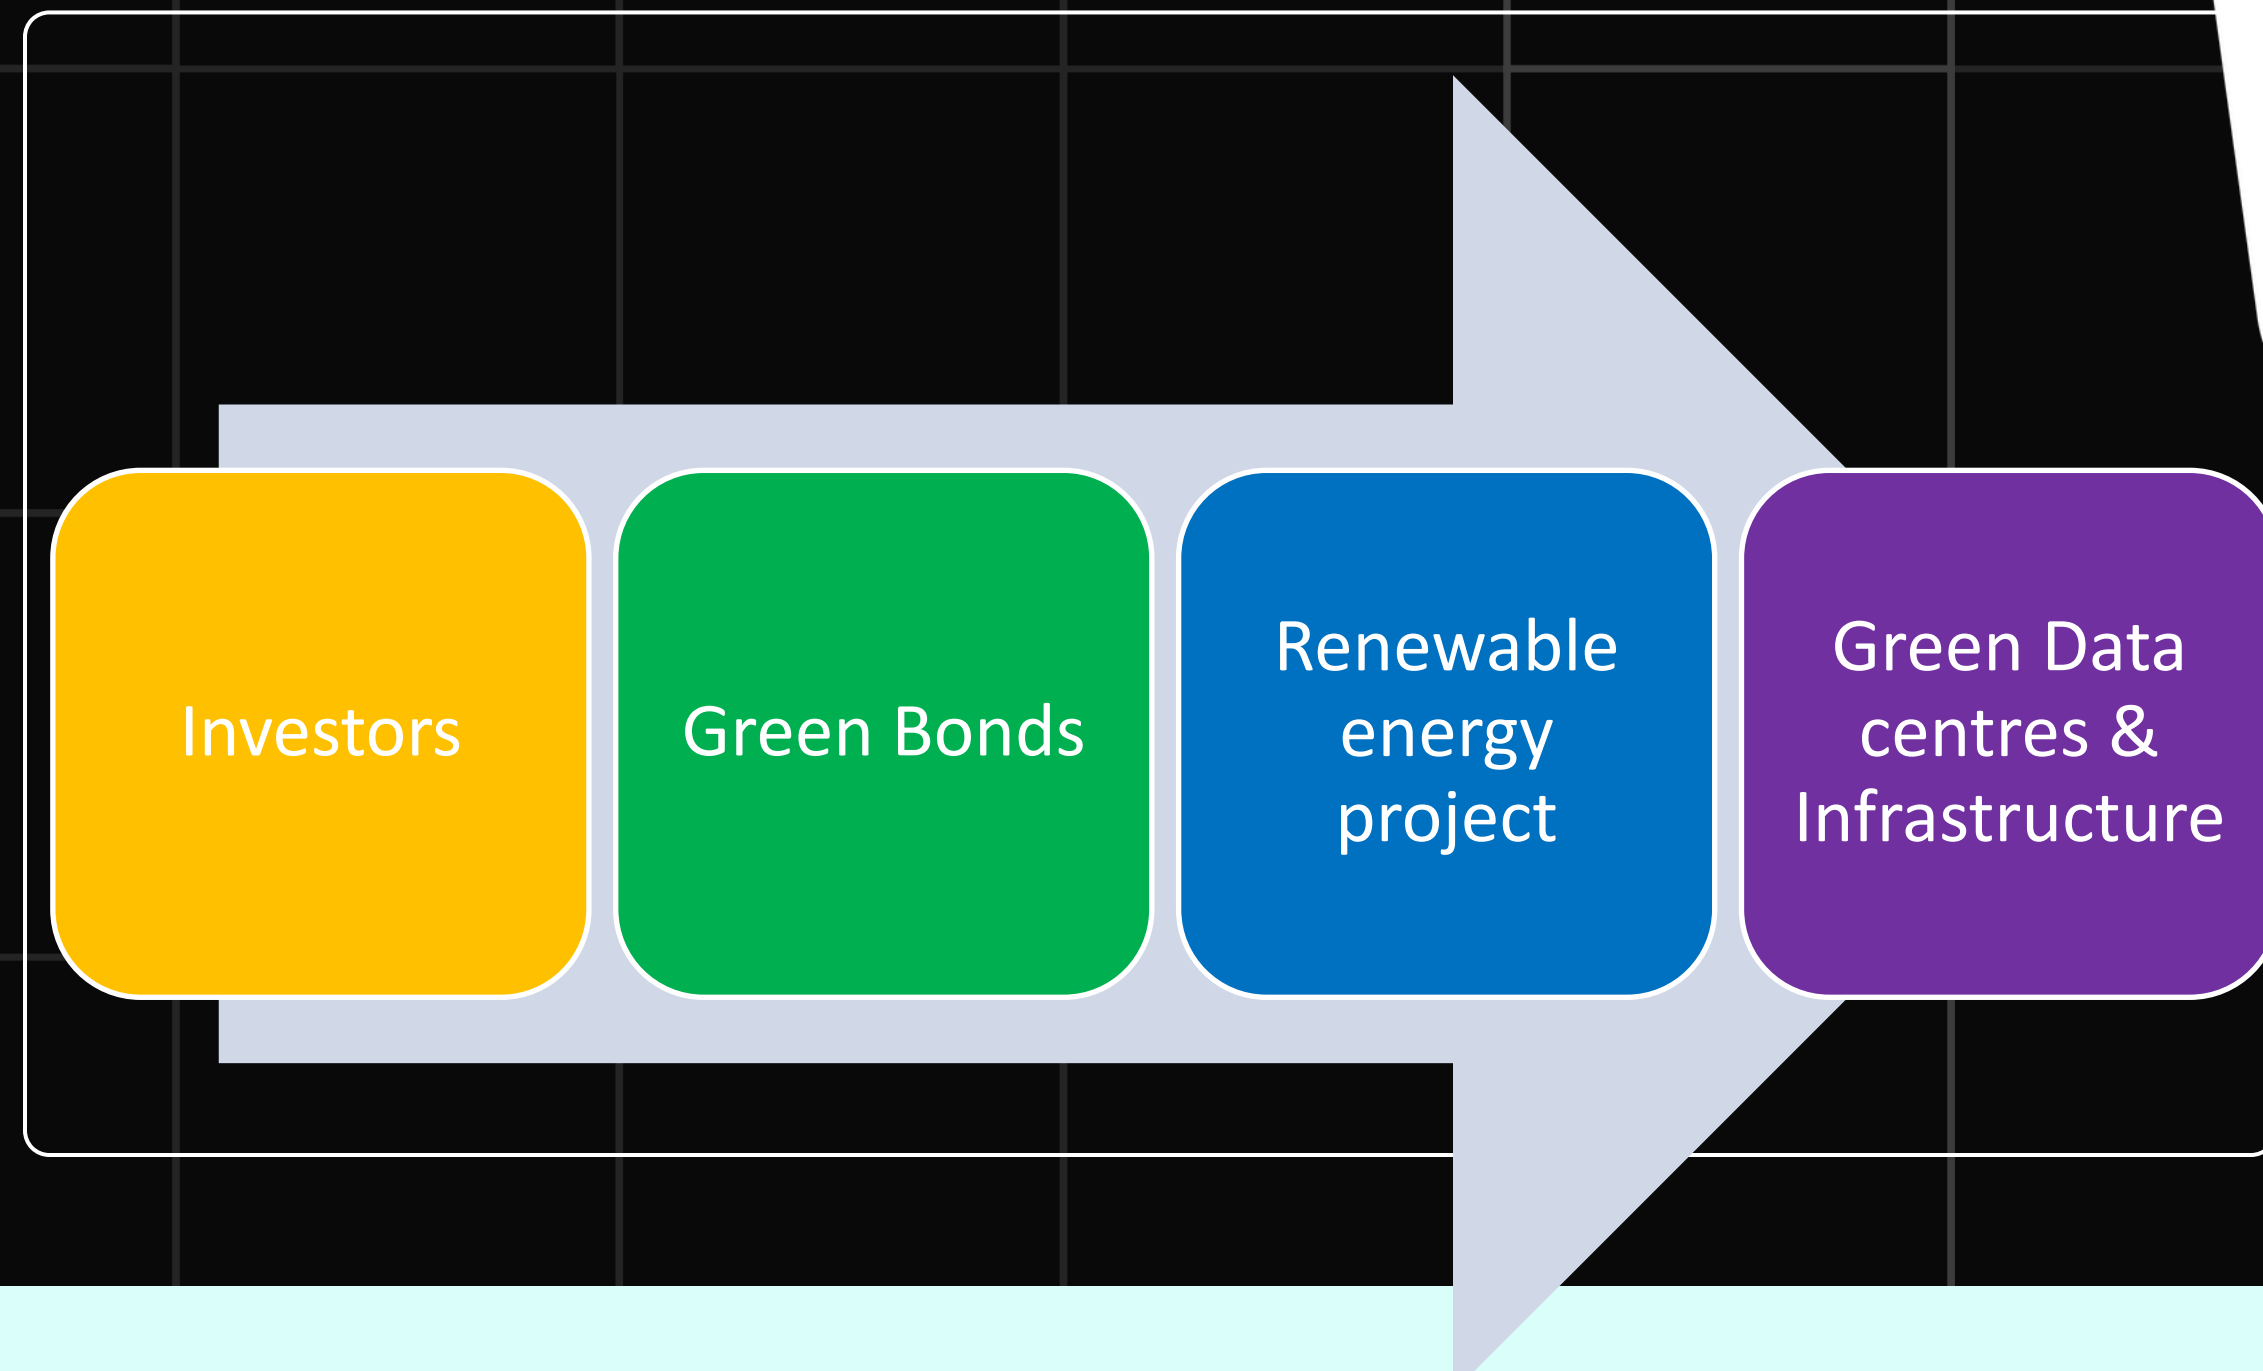 Investors
Green Bonds
Renewable
energy
project
Green Data
centres &
Infrastructure